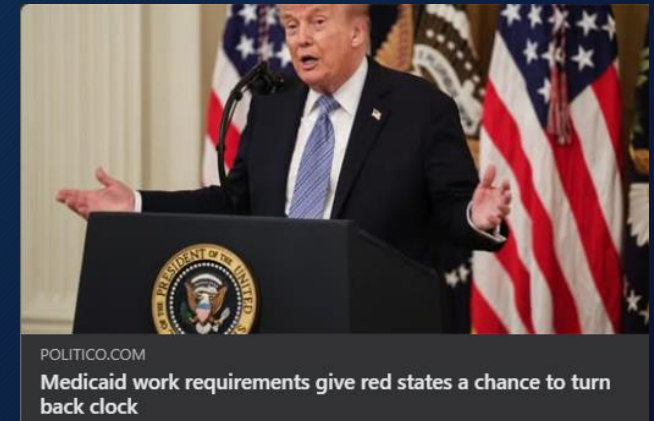 PRESIDENT OF THE UNITED
POLITICO.COM
Medicaid work requirements give red states a chance to turn
back clock